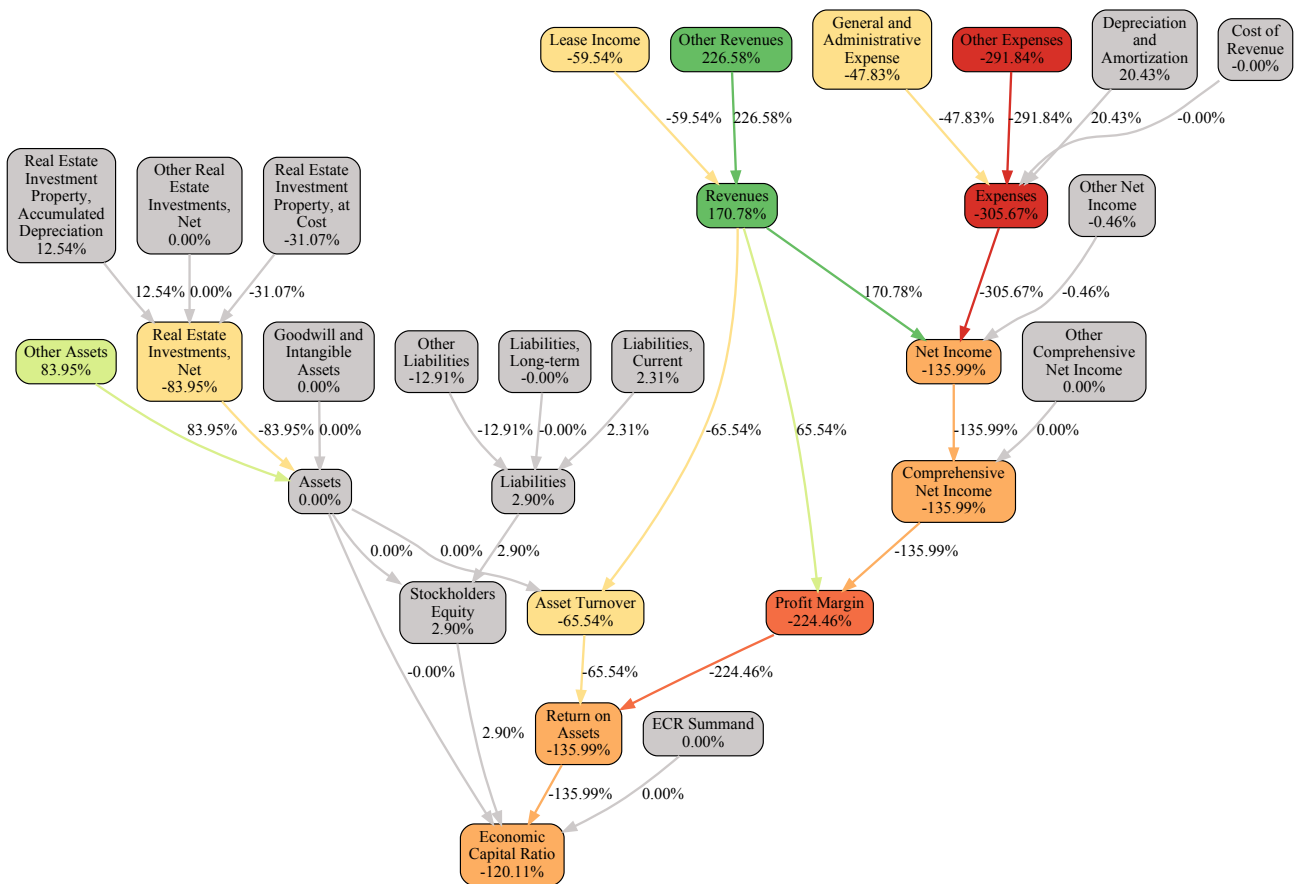 Lease Income
-59.54%
Other Revenues
226.58%
General and
Administrative
Expense
-47.83%
Other Expenses
-291.84%
Depreciation
and
Amortization
20.43%
Cost of
Revenue
-0.00%
-59.54%
226.58%
-47.83%
-291.84%
20.43%
-0.00%
Real Estate
Investment
Property,
Accumulated
Depreciation
12.54%
Other Real
Estate
Investments,
Net
0.00%
Real Estate
Investment
Property, at
Cost
-31.07%
Revenues
170.78%
Expenses
-305.67%
Other Net
Income
-0.46%
12.54%
0.00%
-31.07%
170.78%
-305.67%
-0.46%
Other Assets
83.95%
Real Estate
Investments,
Net
-83.95%
Goodwill and
Intangible
Assets
0.00%
Other
Liabilities
-12.91%
Liabilities,
Long-term
-0.00%
Liabilities,
Current
2.31%
Net Income
-135.99%
Other
Comprehensive
Net Income
0.00%
83.95%
-83.95%
0.00%
-12.91%
-0.00%
2.31%
-65.54%
65.54%
-135.99%
0.00%
Assets
0.00%
Liabilities
2.90%
Comprehensive
Net Income
-135.99%
0.00%
0.00%
2.90%
-135.99%
Stockholders
Equity
2.90%
Asset Turnover
-65.54%
Profit Margin
-224.46%
-0.00%
-65.54%
-224.46%
2.90%
Return on
Assets
-135.99%
ECR Summand
0.00%
-135.99%
0.00%
Economic
Capital Ratio
-120.11%